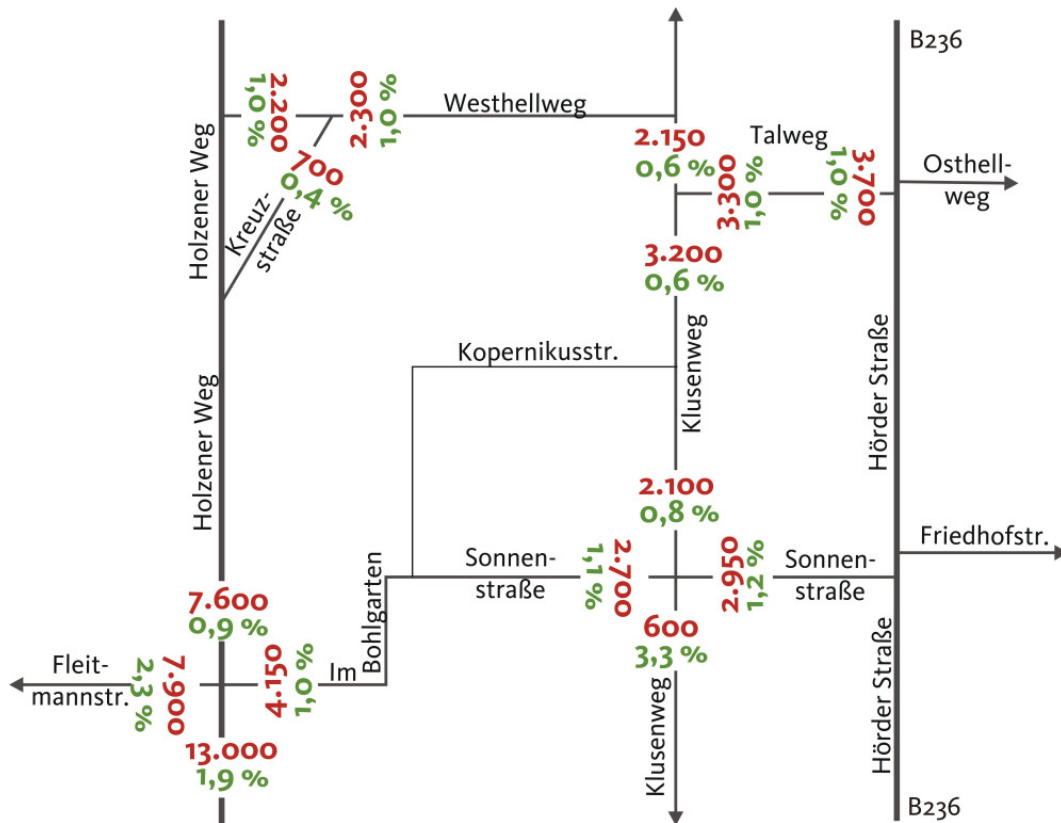 B236
2.200
1,0 %
2.300
1,0 %
Westhellweg
Holzener Weg
700
0,4 %
Kreuz-
straße
2.150
0,6 %
Talweg
3.300
1,0 %
3.700
1,0 %
Osthell-
weg
3.200
0,6 %
Kopernikusstr.
Klusenweg
Hörder Straße
Holzener Weg
2.100
0,8 %
Sonnen-
straße
2.700
1,1 %
2.950
1,2 %
Sonnen-
straße
Friedhofstr.
600
3,3 %
7.600
0,9 %
Im
Bohlgarten
Fleit-
mannstr.
7.900
2,3 %
4.150
1,0 %
13.000
1,9 %
Klusenweg
Hörder Straße
B236